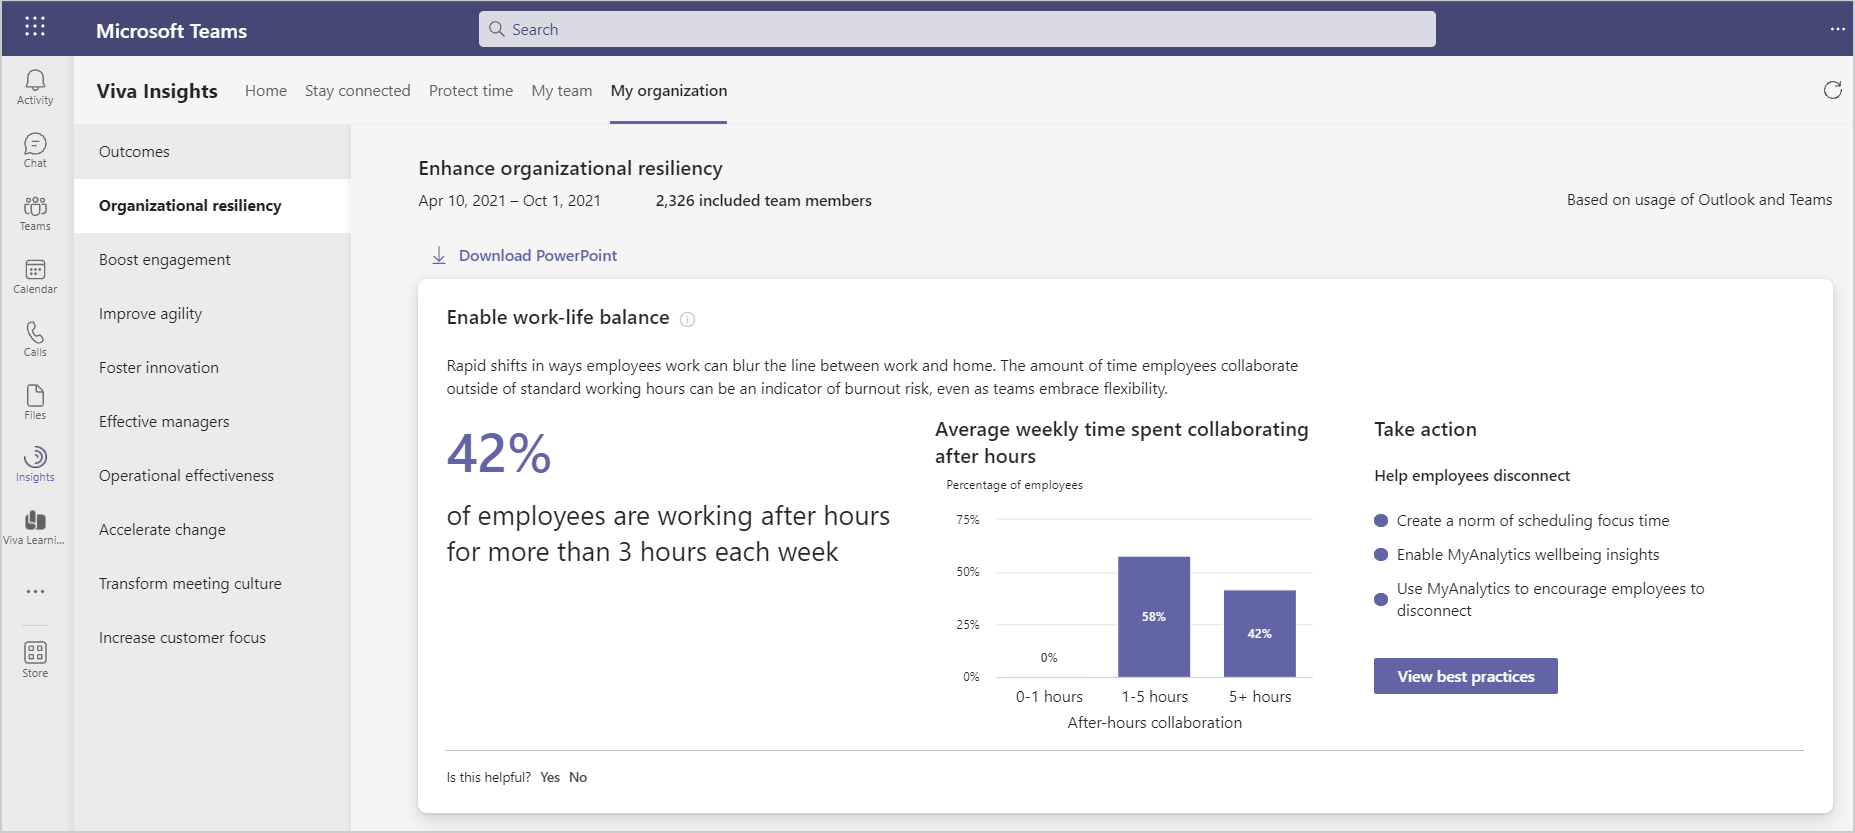 Microsoft Teams
Search
Activity
Chat
Teams
Calendar
Calls
Files
Insights
Viva Learni...
Store
Viva Insights
Home
Stay connected
Protect time
My team
My organization
Outcomes
Organizational resiliency
Boost engagement
Improve agility
Foster innovation
Effective managers
Operational effectiveness
Accelerate change
Transform meeting culture
Increase customer focus
Enhance organizational resiliency
Apr 10, 2021 – Oct 1, 2021
2,326 included team members
Based on usage of Outlook and Teams
Download PowerPoint
Enable work-life balance
Rapid shifts in ways employees work can blur the line between work and home. The amount of time employees collaborate
outside of standard working hours can be an indicator of burnout risk, even as teams embrace flexibility.
42%
of employees are working after hours
for more than 3 hours each week
Average weekly time spent collaborating
after hours
Percentage of employees
75%
50%
25%
0%
0%
58%
42%
0-1 hours
1-5 hours
5+ hours
After-hours collaboration
Take action
Help employees disconnect
Create a norm of scheduling focus time
Enable MyAnalytics wellbeing insights
Use MyAnalytics to encourage employees to
disconnect
View best practices
Is this helpful? Yes No